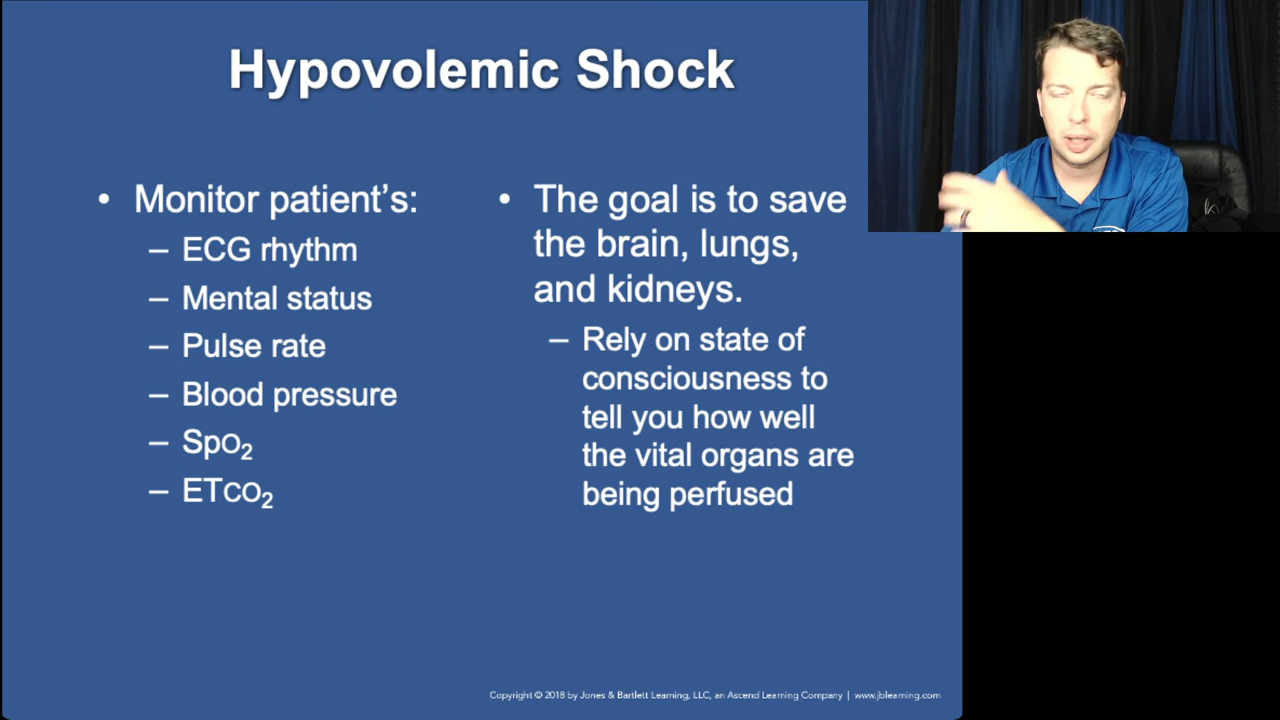 Hypovolemic Shock
• Monitor patient’s:
– ECG rhythm
– Mental status
– Pulse rate
– Blood pressure
– SpO₂
– ETCO₂
• The goal is to save
the brain, lungs,
and kidneys.
– Rely on state of
consciousness to
tell you how well
the vital organs are
being perfused
Copyright © 2018 by Jones & Bartlett Learning, LLC, an Ascend Learning Company | www.jblearning.com